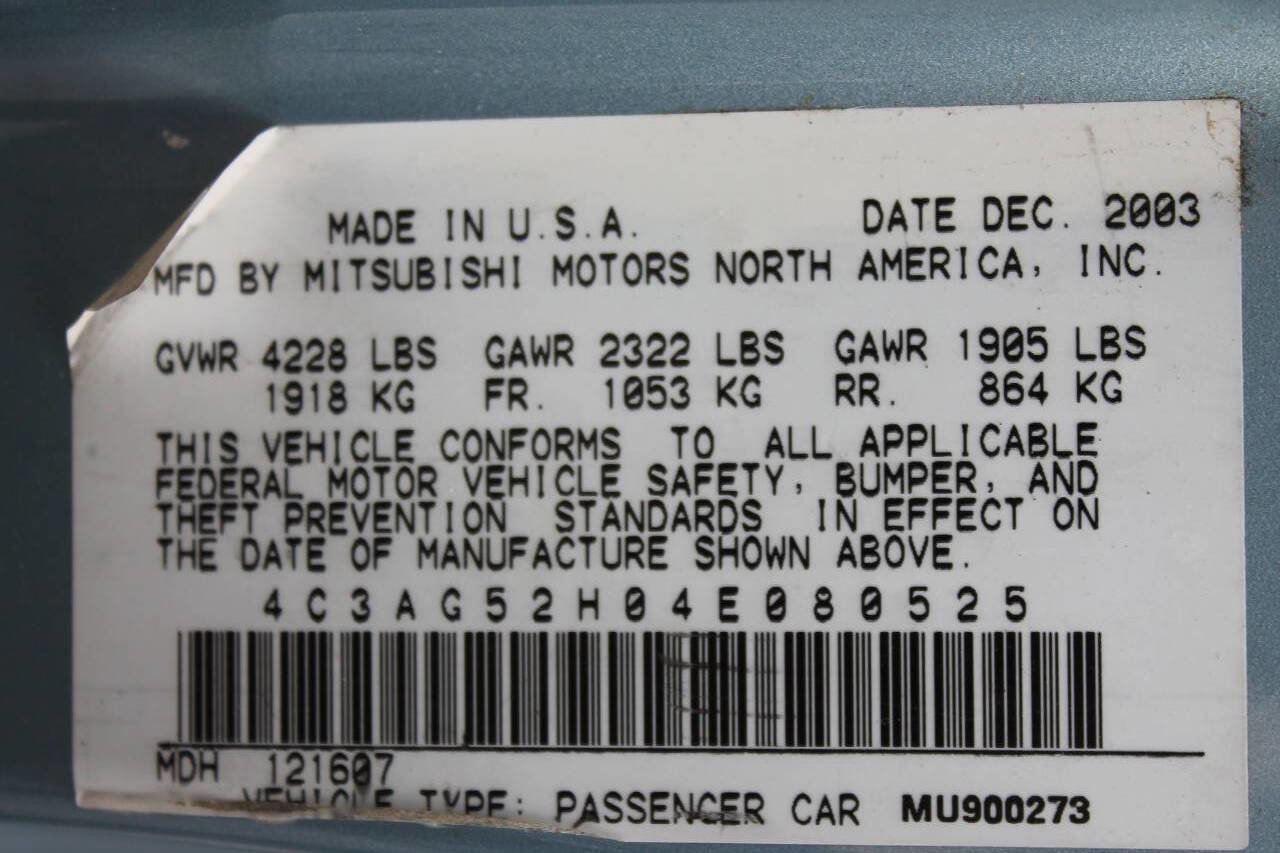 MADE IN U.S.A. DATE DEC. 2003
MFD BY MITSUBISHI MOTORS NORTH AMERICA, INC.
GVWR 4228 LBS GAWR 2322 LBS GAWR 1905 LBS
1918 KG FR. 1053 KG RR. 864 KG
THIS VEHICLE CONFORMS TO ALL APPLICABLE
FEDERAL MOTOR VEHICLE SAFETY, BUMPER, AND
THEFT PREVENTION STANDARDS IN EFFECT ON
THE DATE OF MANUFACTURE SHOWN ABOVE.
4C3AG52H04E080525
MDH 121607
VEHICLE TYPE: PASSENGER CAR MU900273